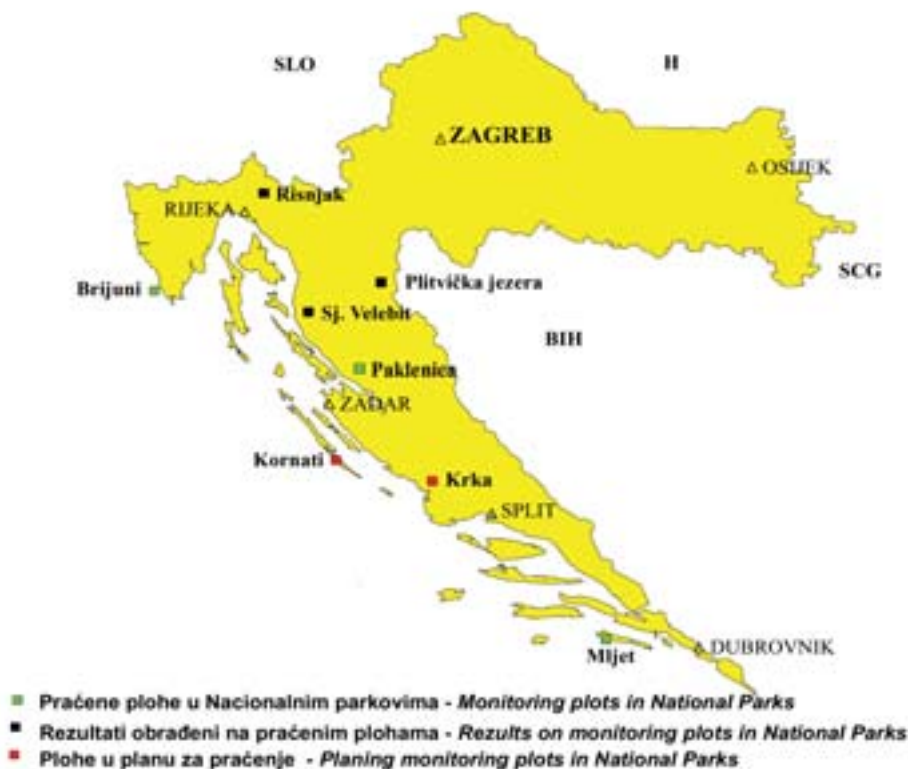 SLO
H
ZAGREB
OSIJEK
Risnjak
RIJEKA
SCG
Plitvička jezera
Brijuni
Sj. Velebit
BIH
Paklenica
ZADAR
Kornati
Krka
SPLIT
DUBROVNIK
Mljet
Praćene plohe u Nacionalnim parkovima - Monitoring plots in National Parks
Rezultati obrađeni na praćenim plohama - Rezults on monitoring plots in National Parks
Plohe u planu za praćenje - Planing monitoring plots in National Parks